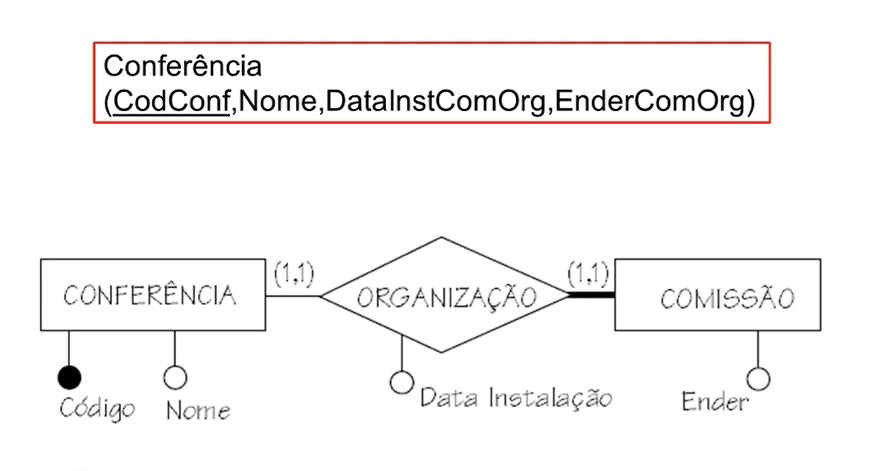 Conferência
(CodConf,Nome,DataInstComOrg,EnderComOrg)
(1,1) (1,1)
CONFERÊNCIA ORGANIZAÇÃO COMISSÃO
Código Nome Data Instalação Ender